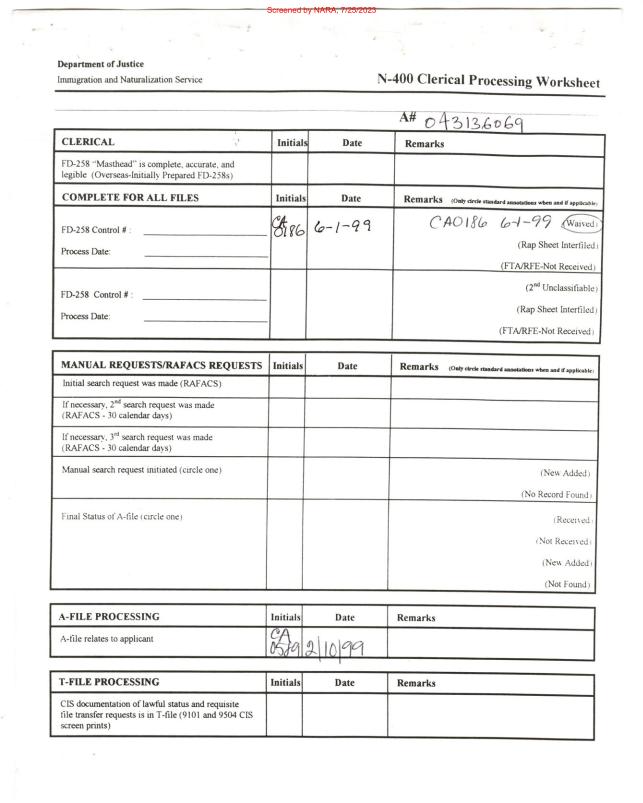 Screened by NARA, 7/25/2023
Department of Justice
Immigration and Naturalization Service
N-400 Clerical Processing Worksheet
A# 043136069
CLERICAL Initials Date Remarks
FD-258 "Masthead" is complete, accurate, and
legible (Overseas-Initially Prepared FD-258s)
COMPLETE FOR ALL FILES Initials Date Remarks (Only circle standard annotations when and if applicable)
FD-258 Control # : CA 0186 6-1-99 CA0186 6-1-99 (Waived)
(Rap Sheet Interfiled)
Process Date:
(FTA/RFE-Not Received)
(2nd Unclassifiable)
FD-258 Control # :
(Rap Sheet Interfiled)
Process Date:
(FTA/RFE-Not Received)
MANUAL REQUESTS/RAFACS REQUESTS Initials Date Remarks (Only circle standard annotations when and if applicable)
Initial search request was made (RAFACS)
If necessary, 2nd search request was made
(RAFACS - 30 calendar days)
If necessary, 3rd search request was made
(RAFACS - 30 calendar days)
Manual search request initiated (circle one) (New Added)
(No Record Found)
Final Status of A-file (circle one) (Received)
(Not Received)
(New Added)
(Not Found)
A-FILE PROCESSING Initials Date Remarks
A-file relates to applicant CA 0589 2/10/99
T-FILE PROCESSING Initials Date Remarks
CIS documentation of lawful status and requisite
file transfer requests is in T-file (9101 and 9504 CIS
screen prints)